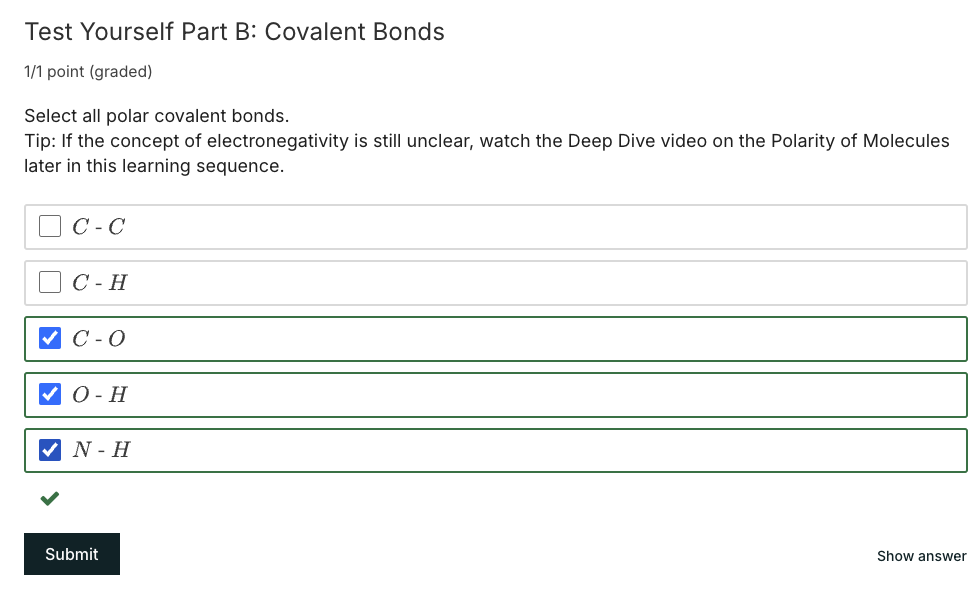 Test Yourself Part B: Covalent Bonds
1/1 point (graded)
Select all polar covalent bonds.
Tip: If the concept of electronegativity is still unclear, watch the Deep Dive video on the Polarity of Molecules
later in this learning sequence.
C - C
C - H
C - O
O - H
N - H
Submit
Show answer